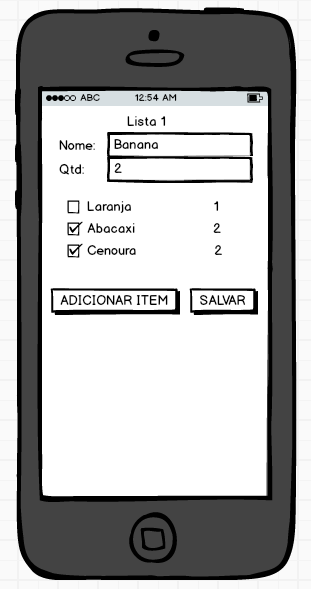 ABC 12:54 AM
Lista 1
Nome: Banana
Qtd: 2
Laranja 1
Abacaxi 2
Cenoura 2
ADICIONAR ITEM SALVAR